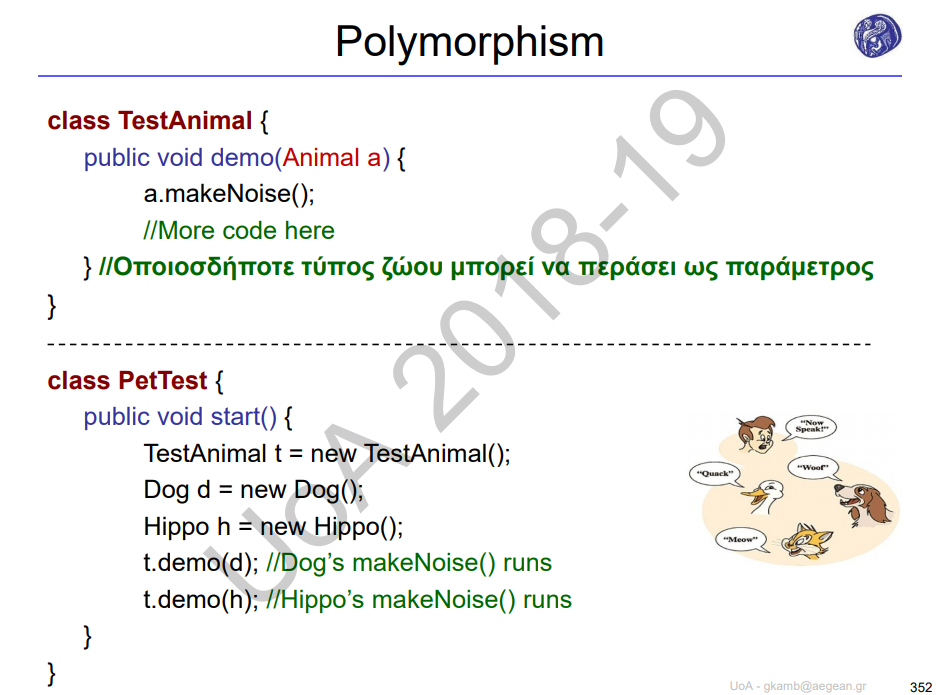 Polymorphism
class TestAnimal {
public void demo(Animal a) {
a.makeNoise();
//More code here
} //Οποιοσδήποτε τύπος ζώου μπορεί να περάσει ως παράμετρος
}
---------------------------------------------------------------
class PetTest {
public void start() {
TestAnimal t = new TestAnimal();
Dog d = new Dog();
Hippo h = new Hippo();
t.demo(d); //Dog’s makeNoise() runs
t.demo(h); //Hippo’s makeNoise() runs
}
}
“Now
Speak!”
“Quack”
“Woof”
“Meow”
UoA 2018-19
UoA - gkamb@aegean.gr
352